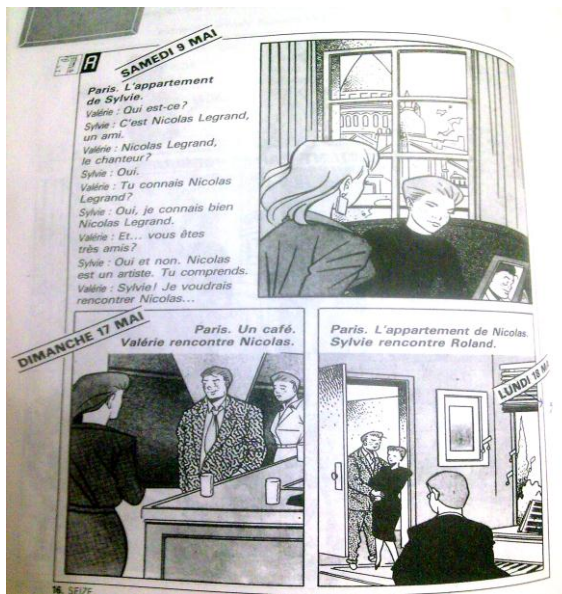 A
SAMEDI 9 MAI
Paris. L'appartement
de Sylvie.
Valérie : Qui est-ce?
Sylvie : C'est Nicolas Legrand,
un ami.
Valérie : Nicolas Legrand,
le chanteur?
Sylvie : Oui.
Valérie : Tu connais Nicolas
Legrand?
Sylvie : Oui, je connais bien
Nicolas Legrand.
Valérie : Et... vous êtes
très amis?
Sylvie : Oui et non. Nicolas
est un artiste. Tu comprends.
Valérie : Sylvie! Je voudrais
rencontrer Nicolas...
DIMANCHE 17 MAI
Paris. Un café.
Valérie rencontre Nicolas.
Paris. L'appartement de Nicolas.
Sylvie rencontre Roland.
LUNDI 18 MA
16. SEIZE